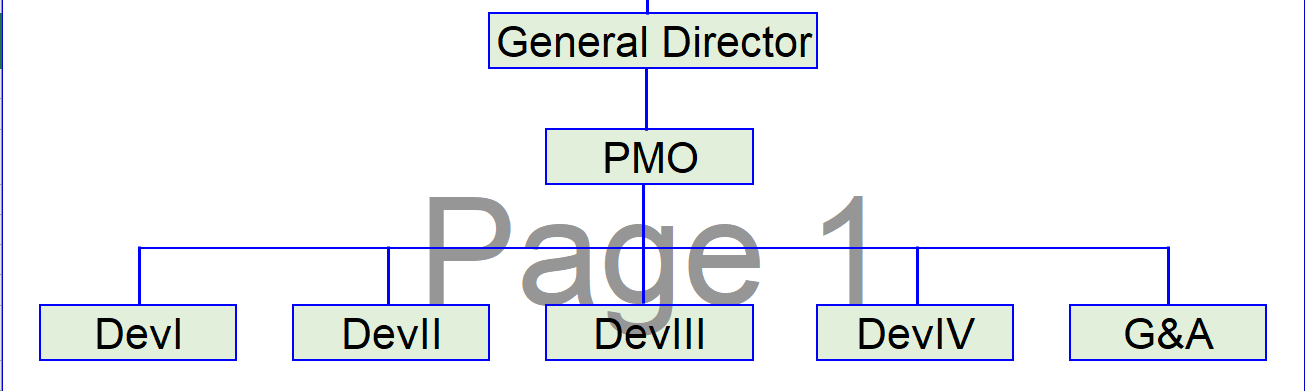 General Director
PMO
Page 1
DevI
DevII
DevIII
DevIV
G&A